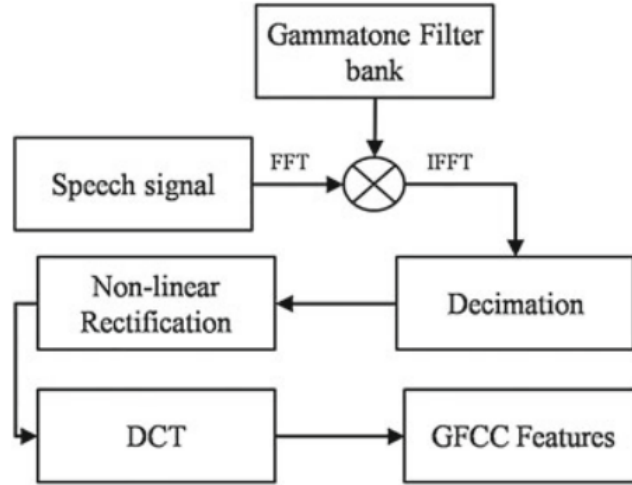 Gammatone Filter
bank
Speech signal
FFT
IFFT
Non-linear
Rectification
Decimation
DCT
GFCC Features